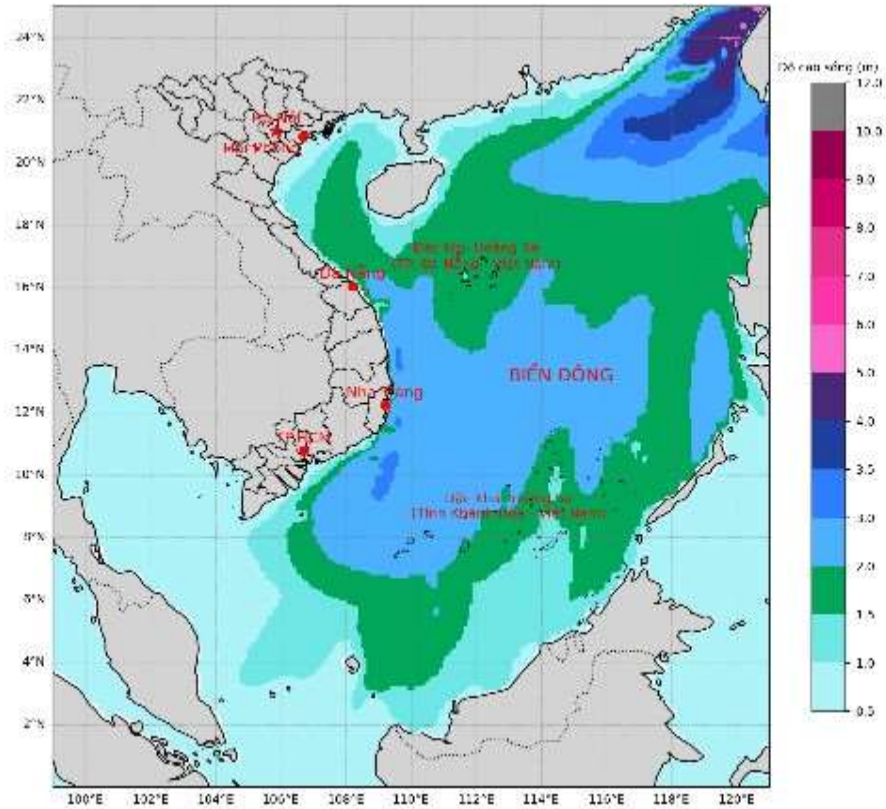 24°N
22°N
20°N
18°N
16°N
14°N
12°N
10°N
8°N
6°N
4°N
2°N
100°E 102°E 104°E 106°E 108°E 110°E 112°E 114°E 116°E 118°E 120°E
Hà Nội
Hải Phòng
Đà Nẵng
Nha Trang
BIỂN ĐÔNG
TP.HCM
Độ cao sóng (m)
12.0
10.0
9.0
8.0
7.0
6.0
5.0
4.0
3.5
3.0
2.0
1.5
1.0
0.5